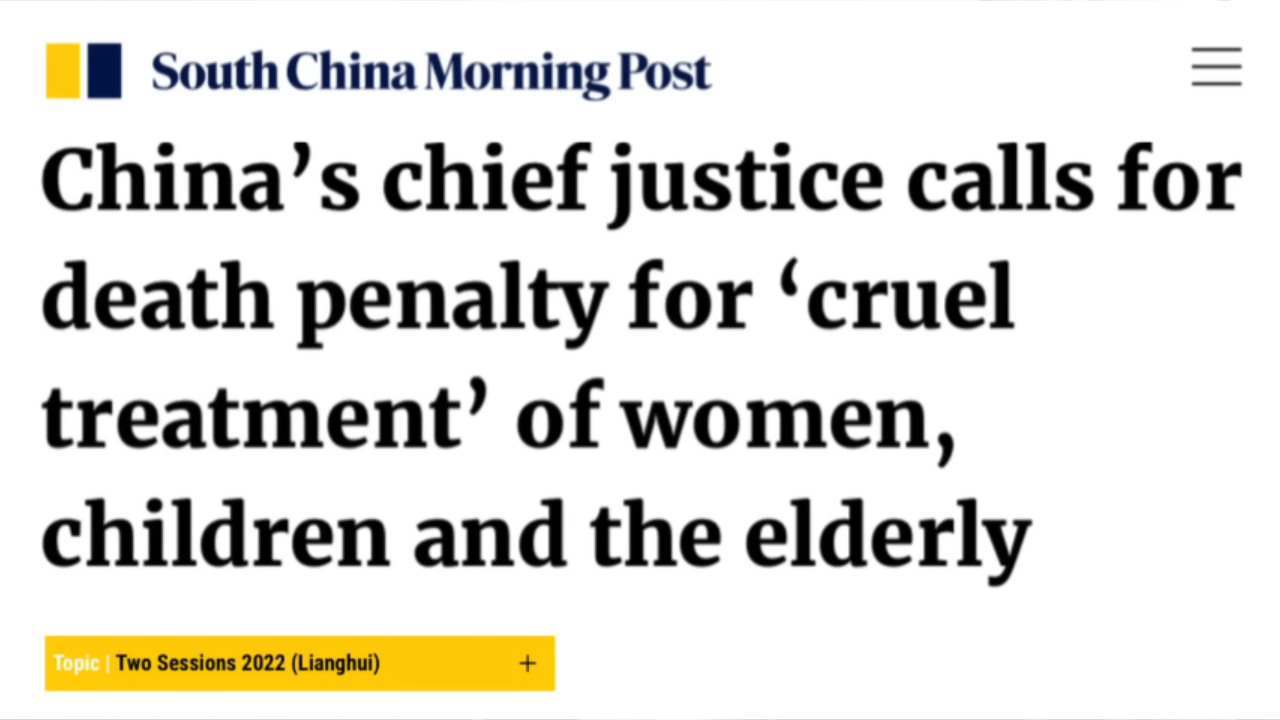 South China Morning Post
China’s chief justice calls for
death penalty for ‘cruel
treatment’ of women,
children and the elderly
Topic | Two Sessions 2022 (Lianghui) +